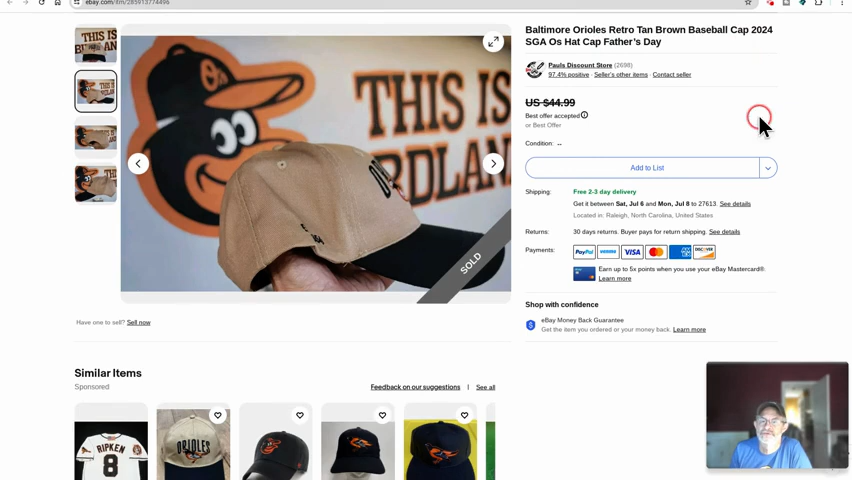 ebay.com/itm/285913774496
Baltimore Orioles Retro Tan Brown Baseball Cap 2024
SGA Os Hat Cap Father's Day
Pauls Discount Store (2698)
97.4% positive · Seller's other items · Contact seller
US $44.99
Best offer accepted
or Best Offer
Condition: --
Add to List
Shipping: Free 2-3 day delivery
Get it between Sat, Jul 6 and Mon, Jul 8 to 27613. See details
Located in: Raleigh, North Carolina, United States
Returns: 30 days returns. Buyer pays for return shipping. See details
Payments: PayPal VISA DISCOVER
Earn up to 5x points when you use your eBay Mastercard®.
Learn more
Shop with confidence
eBay Money Back Guarantee
Get the item you ordered or your money back. Learn more
THIS IS
RDLAN
SOLD
Have one to sell? Sell now
Similar Items
Sponsored
Feedback on our suggestions | See all
RIPKEN
8
ORIOLES